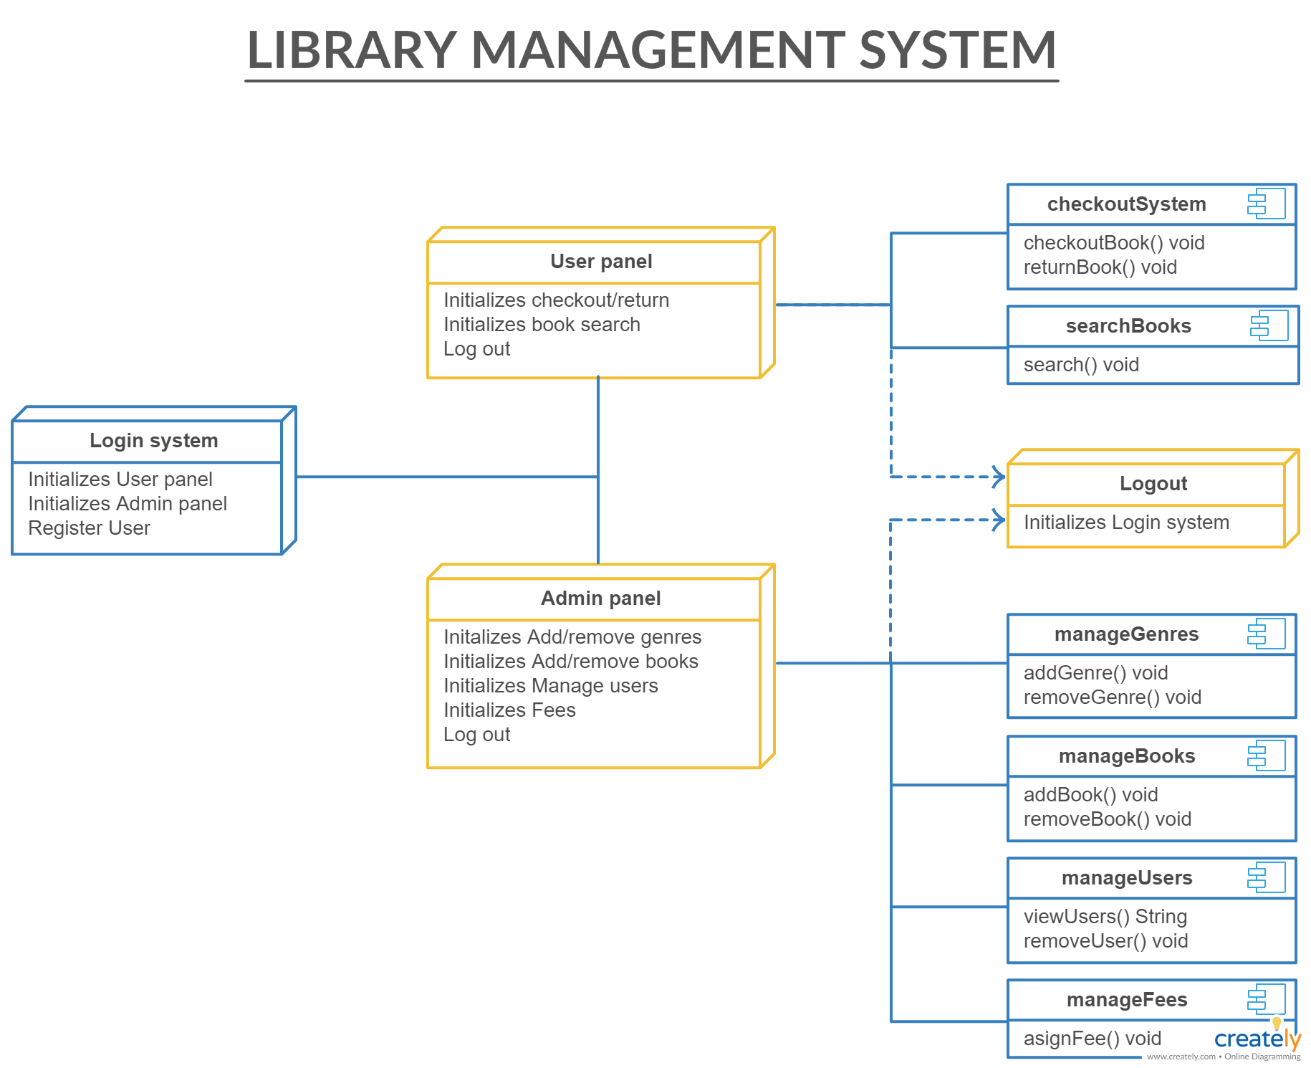 LIBRARY MANAGEMENT SYSTEM
checkoutSystem
checkoutBook() void
returnBook() void
User panel
Initializes checkout/return
Initializes book search
Log out
searchBooks
search() void
Login system
Initializes User panel
Initializes Admin panel
Register User
Logout
Initializes Login system
Admin panel
Initalizes Add/remove genres
Initializes Add/remove books
Initializes Manage users
Initializes Fees
Log out
manageGenres
addGenre() void
removeGenre() void
manageBooks
addBook() void
removeBook() void
manageUsers
viewUsers() String
removeUser() void
manageFees
asignFee() void
creately
www.creately.com • Online Diagramming